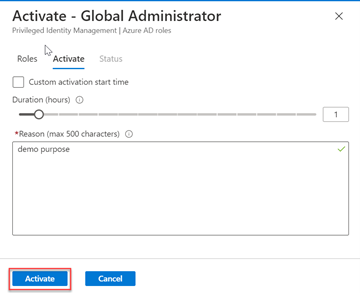 Activate - Global Administrator
Privileged Identity Management | Azure AD roles
Roles Activate Status
Custom activation start time
Duration (hours)
1
*Reason (max 500 characters)
demo purpose
Activate Cancel